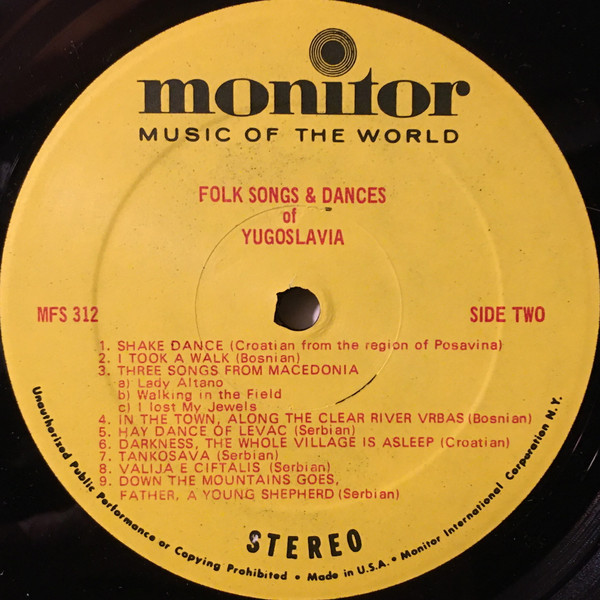 monitor
MUSIC OF THE WORLD
FOLK SONGS & DANCES
of
YUGOSLAVIA
MFS 312
SIDE TWO
1. SHAKE DANCE (Croatian from the region of Posavina)
2. I TOOK A WALK (Bosnian)
3. THREE SONGS FROM MACEDONIA
a) Lady Altano
b) Walking in the Field
c) I lost My Jewels
4. IN THE TOWN, ALONG THE CLEAR RIVER VRBAS (Bosnian)
5. HAY DANCE OF LEVAC (Serbian)
6. DARKNESS, THE WHOLE VILLAGE IS ASLEEP (Croatian)
7. TANKOSAVA (Serbian)
8. VALIJA E CIFTALIS (Serbian)
9. DOWN THE MOUNTAINS GOES,
FATHER, A YOUNG SHEPHERD (Serbian)
STEREO
Unauthorized Public Performance or Copying Prohibited • Made in U.S.A. • Monitor International Corporation N.Y.